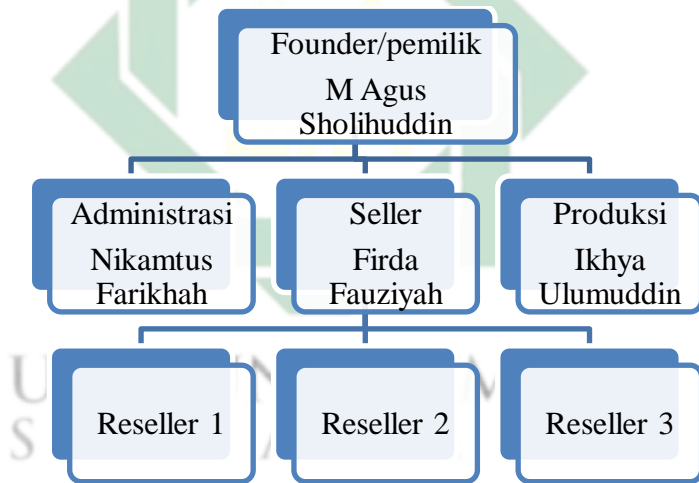 Founder/pemilik
M Agus
Sholihuddin
Administrasi
Nikamtus
Farikhah
Seller
Firda
Fauziyah
Produksi
Ikhya
Ulumuddin
Reseller 1
Reseller 2
Reseller 3